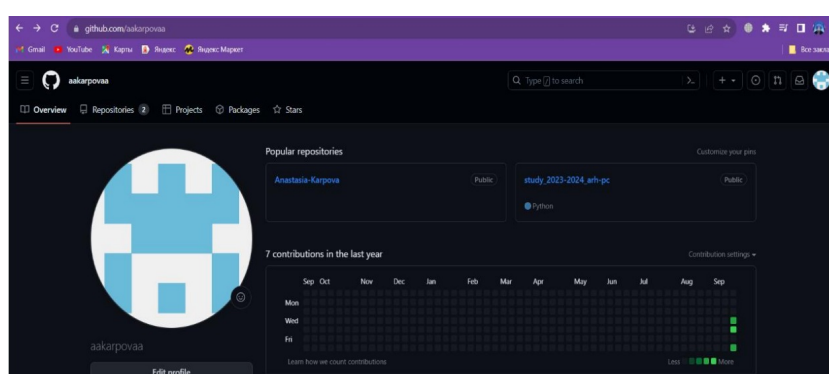 github.com/aakarpovaa
Gmail YouTube Карты Яндекс Яндекс Маркет Все закла
aakarpovaa Type / to search
Overview Repositories 2 Projects Packages Stars
Popular repositories Customize your pins
Anastasia-Karpova Public study_2023-2024_arh-pc Public
Python
7 contributions in the last year Contribution settings
Sep Oct Nov Dec Jan Feb Mar Apr May Jun Jul Aug Sep
Mon
Wed
Fri
Learn how we count contributions Less More
aakarpovaa
Edit profile